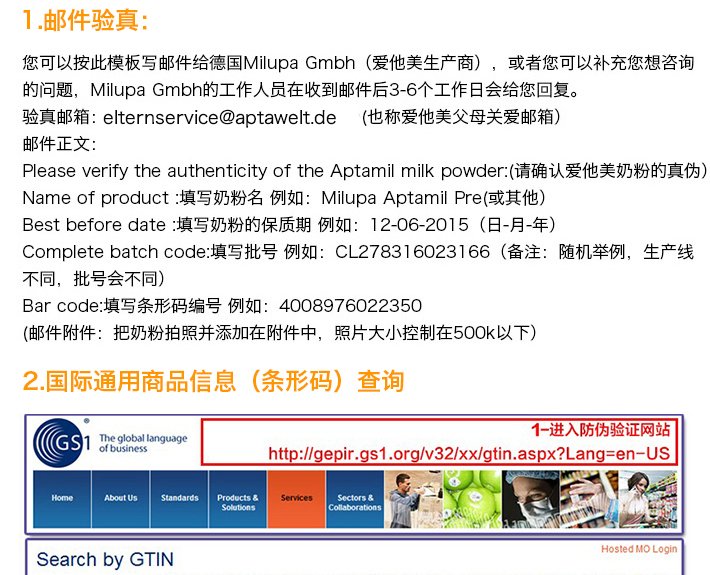 1.邮件验真：
您可以按此模板写邮件给德国Milupa Gmbh（爱他美生产商），或者您可以补充您想咨询
的问题，Milupa Gmbh的工作人员在收到邮件后3-6个工作日会给您回复。
验真邮箱：elternservice@aptawelt.de （也称爱他美父母关爱邮箱）
邮件正文：
Please verify the authenticity of the Aptamil milk powder:(请确认爱他美奶粉的真伪)
Name of product :填写奶粉名 例如：Milupa Aptamil Pre(或其他)
Best before date :填写奶粉的保质期 例如：12-06-2015（日-月-年）
Complete batch code:填写批号 例如：CL278316023166（备注：随机举例，生产线
不同，批号会不同）
Bar code:填写条形码编号 例如：4008976022350
(邮件附件：把奶粉拍照并添加在附件中，照片大小控制在500k以下)
2.国际通用商品信息（条形码）查询
GS1® The global language
of business
1-进入防伪验证网站
http://gepir.gs1.org/v32/xx/gtin.aspx?Lang=en-US
Home About Us Standards Products & Solutions Services Sectors & Collaborations
Hosted MO Login
Search by GTIN